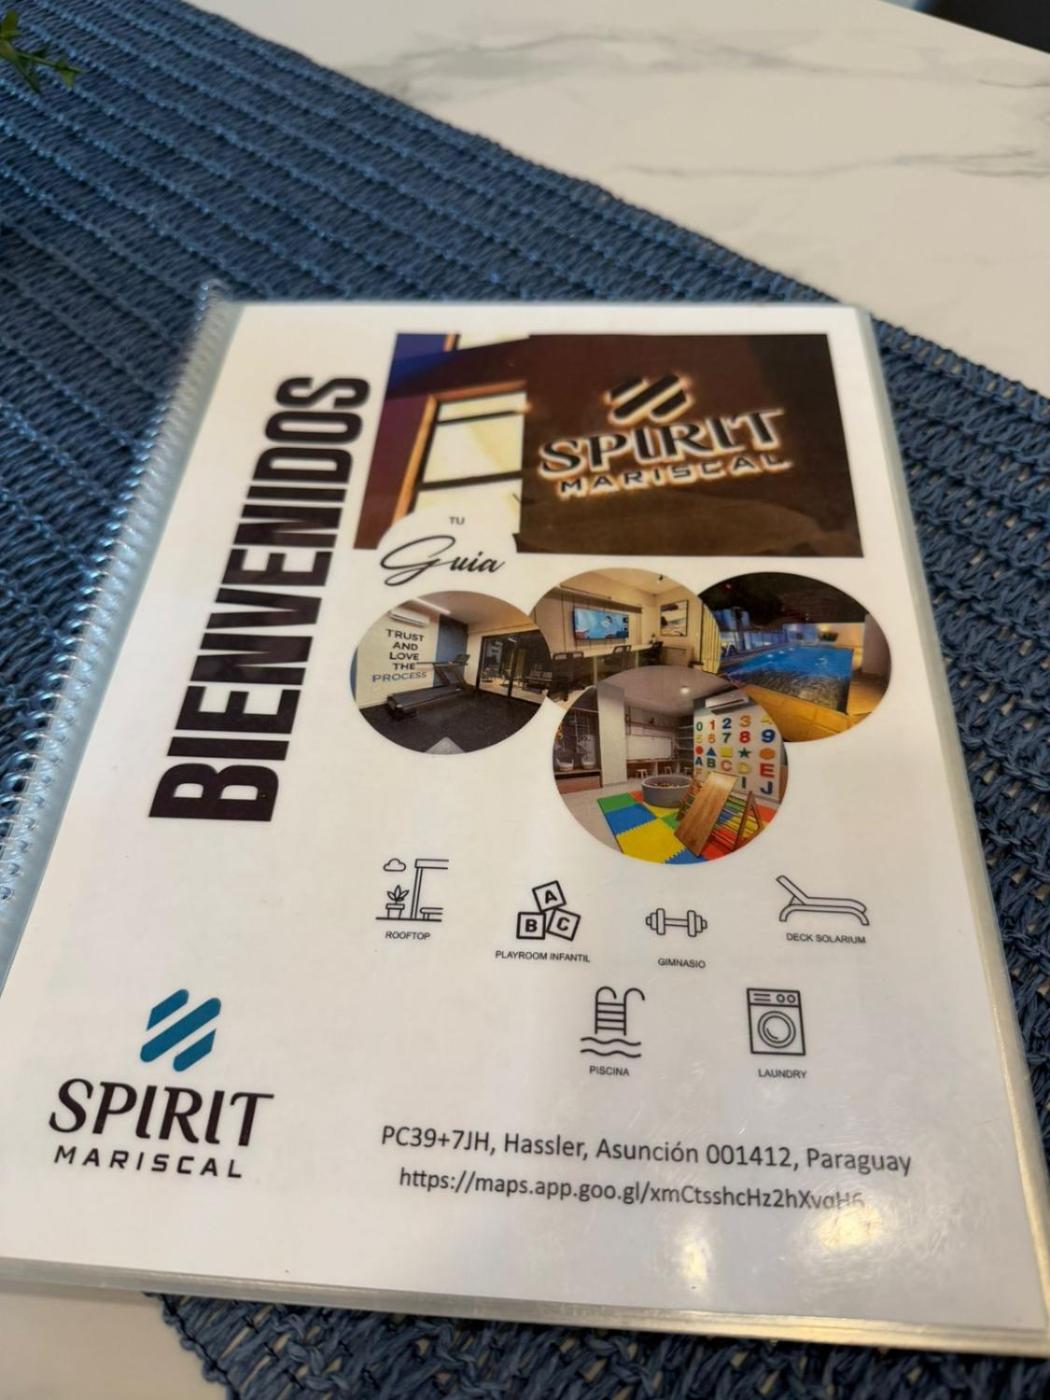 BIENVENIDOS
SPIRIT
MARISCAL
TU
Guia
TRUST
AND
LOVE
THE
PROCESS
ROOFTOP
A
B C
PLAYROOM INFANTIL
GIMNASIO
DECK SOLARIUM
PISCINA
LAUNDRY
SPIRIT
MARISCAL
PC39+7JH, Hassler, Asunción 001412, Paraguay